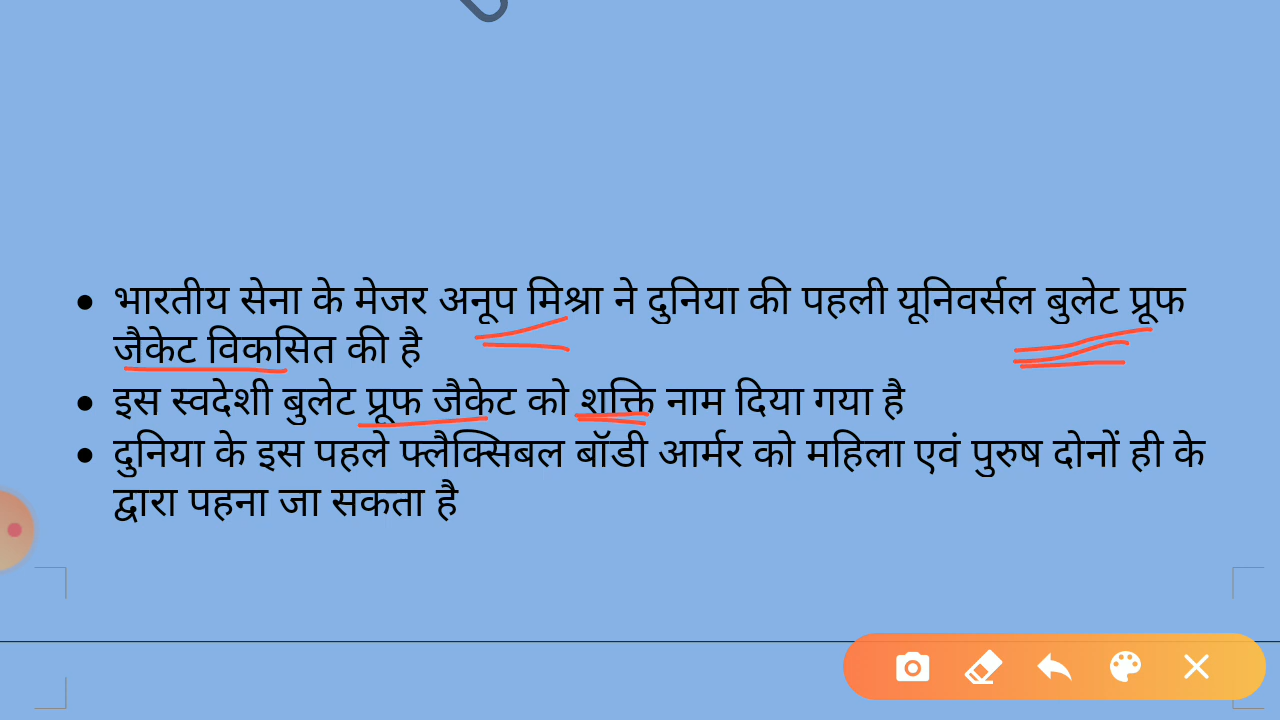 • भारतीय सेना के मेजर अनूप मिश्रा ने दुनिया की पहली यूनिवर्सल बुलेट प्रूफ
जैकेट विकसित की है
• इस स्वदेशी बुलेट प्रूफ जैकेट को शक्ति नाम दिया गया है
• दुनिया के इस पहले फ्लैक्सिबल बॉडी आर्मर को महिला एवं पुरुष दोनों ही के
द्वारा पहना जा सकता है